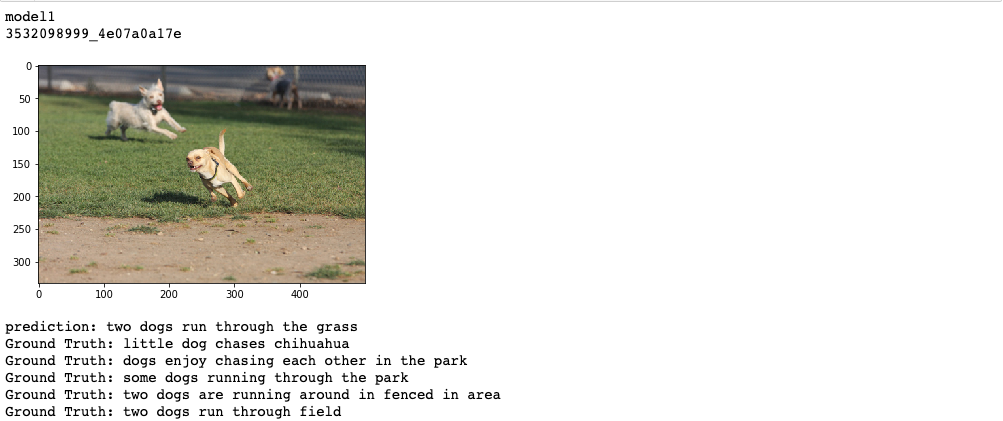 model1
3532098999_4e07a0a17e
0
50
100
150
200
250
300
0 100 200 300 400
prediction: two dogs run through the grass
Ground Truth: little dog chases chihuahua
Ground Truth: dogs enjoy chasing each other in the park
Ground Truth: some dogs running through the park
Ground Truth: two dogs are running around in fenced in area
Ground Truth: two dogs run through field